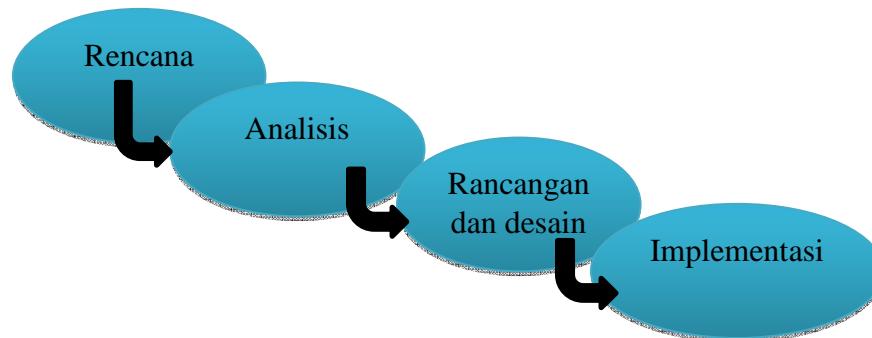 Rencana
Analisis
Rancangan
dan desain
Implementasi